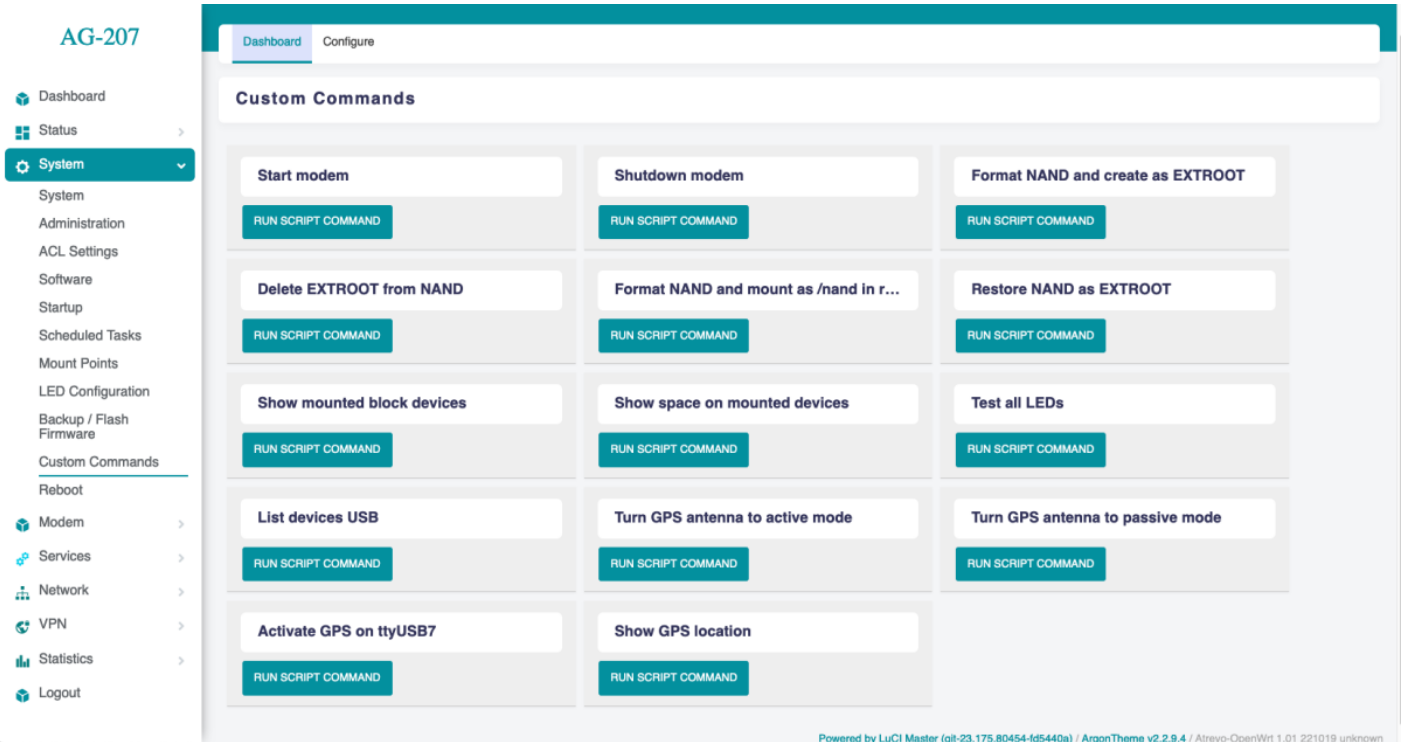 AG-207
Dashboard
Status
System
System
Administration
ACL Settings
Software
Startup
Scheduled Tasks
Mount Points
LED Configuration
Backup / Flash
Firmware
Custom Commands
Reboot
Modem
Services
Network
VPN
Statistics
Logout
Dashboard Configure
Custom Commands
Start modem
RUN SCRIPT COMMAND
Shutdown modem
RUN SCRIPT COMMAND
Format NAND and create as EXTROOT
RUN SCRIPT COMMAND
Delete EXTROOT from NAND
RUN SCRIPT COMMAND
Format NAND and mount as /nand in r...
RUN SCRIPT COMMAND
Restore NAND as EXTROOT
RUN SCRIPT COMMAND
Show mounted block devices
RUN SCRIPT COMMAND
Show space on mounted devices
RUN SCRIPT COMMAND
Test all LEDs
RUN SCRIPT COMMAND
List devices USB
RUN SCRIPT COMMAND
Turn GPS antenna to active mode
RUN SCRIPT COMMAND
Turn GPS antenna to passive mode
RUN SCRIPT COMMAND
Activate GPS on ttyUSB7
RUN SCRIPT COMMAND
Show GPS location
RUN SCRIPT COMMAND
Powered by LuCI Master (git-23.175.80454-fd5440a) / ArgonTheme v2.2.9.4 / Atreyo-OpenWrt 1.01 221019 unknown